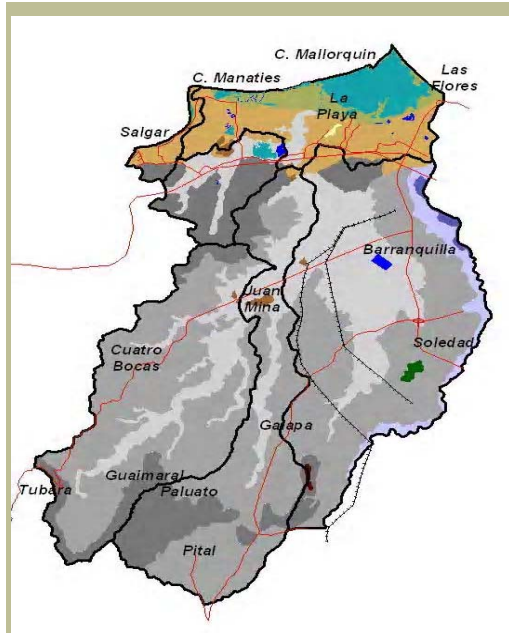 C. Mallorquin
C. Manaties
Las
Flores
La
Playa
Salgar
Barranquilla
Juan
Mina
Soledad
Cuatro
Bocas
Galapa
Guaimaral
Tubara
Paluato
Pital